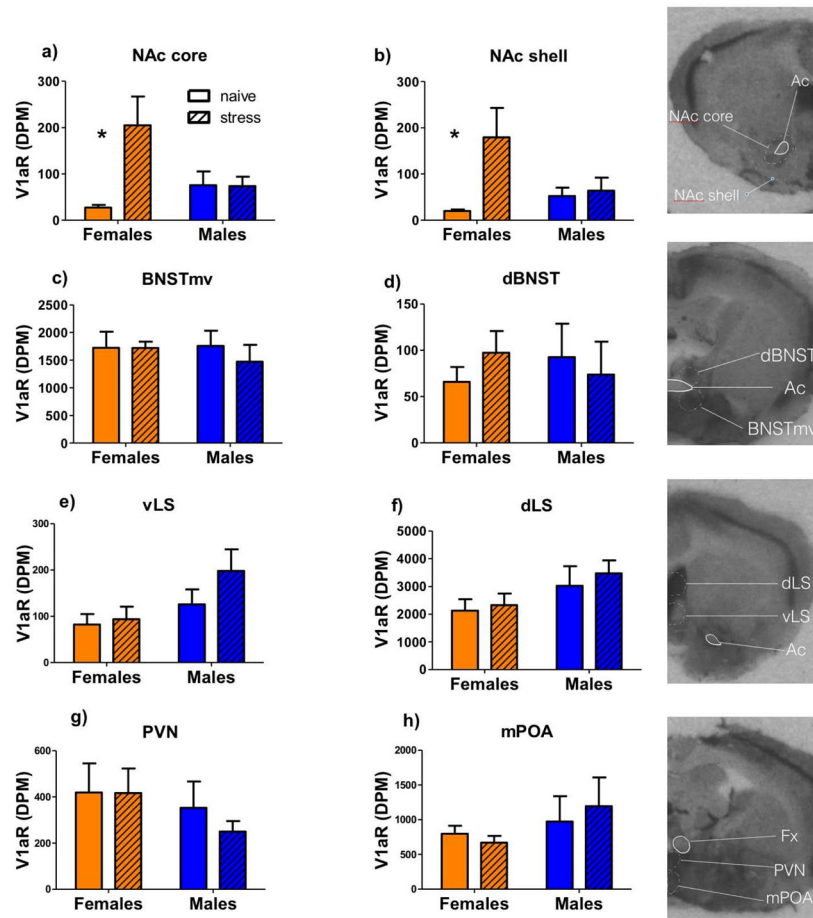 a) NAc core
V1aR (DPM)
300
200
100
0
*
naive
stress
Females Males
b) NAc shell
V1aR (DPM)
300
200
100
0
*
Females Males
Ac
NAc core
NAc shell
c) BNSTmv
V1aR (DPM)
2500
2000
1500
1000
500
0
Females Males
d) dBNST
V1aR (DPM)
150
100
50
0
Females Males
dBNST
Ac
BNSTmv
e) vLS
V1aR (DPM)
300
200
100
0
Females Males
f) dLS
V1aR (DPM)
5000
4000
3000
2000
1000
0
Females Males
dLS
vLS
Ac
g) PVN
V1aR (DPM)
600
400
200
0
Females Males
h) mPOA
V1aR (DPM)
2000
1500
1000
500
0
Females Males
Fx
PVN
mPOA